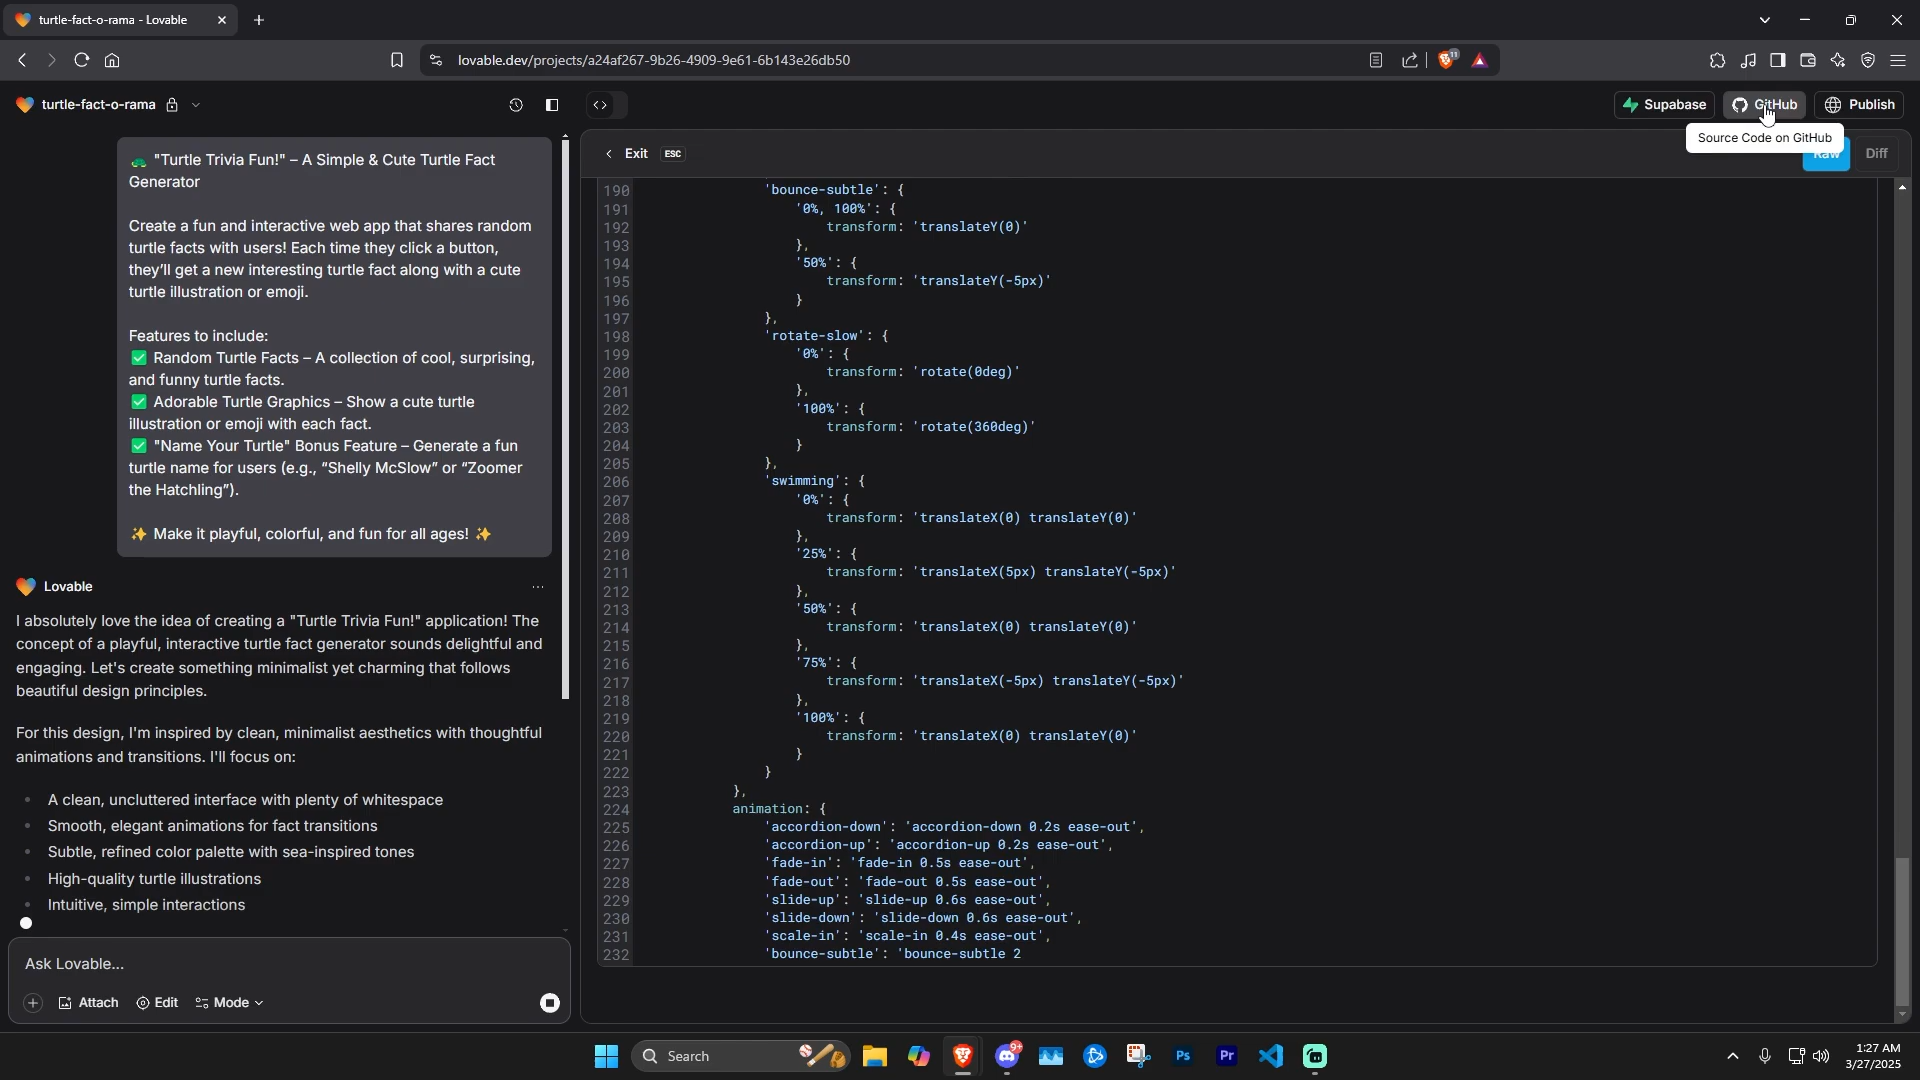 turtle-fact-o-rama - Lovable
lovable.dev/projects/a24af267-9b26-4909-9e61-6b143e26db50
11
turtle-fact-o-rama
Supabase
GitHub
Publish
Source Code on GitHub
🐢 "Turtle Trivia Fun!" – A Simple & Cute Turtle Fact
Generator
Create a fun and interactive web app that shares random
turtle facts with users! Each time they click a button,
they'll get a new interesting turtle fact along with a cute
turtle illustration or emoji.
Features to include:
✅ Random Turtle Facts – A collection of cool, surprising,
and funny turtle facts.
✅ Adorable Turtle Graphics – Show a cute turtle
illustration or emoji with each fact.
✅ "Name Your Turtle" Bonus Feature – Generate a fun
turtle name for users (e.g., “Shelly McSlow” or “Zoomer
the Hatchling”).
✨ Make it playful, colorful, and fun for all ages! ✨
Lovable
I absolutely love the idea of creating a "Turtle Trivia Fun!" application! The
concept of a playful, interactive turtle fact generator sounds delightful and
engaging. Let's create something minimalist yet charming that follows
beautiful design principles.
For this design, I'm inspired by clean, minimalist aesthetics with thoughtful
animations and transitions. I'll focus on:
• A clean, uncluttered interface with plenty of whitespace
• Smooth, elegant animations for fact transitions
• Subtle, refined color palette with sea-inspired tones
• High-quality turtle illustrations
• Intuitive, simple interactions
Ask Lovable...
Attach
Edit
Mode
Exit ESC
Raw
Diff
190 'bounce-subtle': {
191 '0%, 100%': {
192 transform: 'translateY(0)'
193 },
194 '50%': {
195 transform: 'translateY(-5px)'
196 }
197 },
198 'rotate-slow': {
199 '0%': {
200 transform: 'rotate(0deg)'
201 },
202 '100%': {
203 transform: 'rotate(360deg)'
204 }
205 },
206 'swimming': {
207 '0%': {
208 transform: 'translateX(0) translateY(0)'
209 },
210 '25%': {
211 transform: 'translateX(5px) translateY(-5px)'
212 },
213 '50%': {
214 transform: 'translateX(0) translateY(0)'
215 },
216 '75%': {
217 transform: 'translateX(-5px) translateY(-5px)'
218 },
219 '100%': {
220 transform: 'translateX(0) translateY(0)'
221 }
222 }
223 },
224 animation: {
225 'accordion-down': 'accordion-down 0.2s ease-out',
226 'accordion-up': 'accordion-up 0.2s ease-out',
227 'fade-in': 'fade-in 0.5s ease-out',
228 'fade-out': 'fade-out 0.5s ease-out',
229 'slide-up': 'slide-up 0.6s ease-out',
230 'slide-down': 'slide-down 0.6s ease-out',
231 'scale-in': 'scale-in 0.4s ease-out',
232 'bounce-subtle': 'bounce-subtle 2
Search
9+
Ps
Pr
1:27 AM
3/27/2025